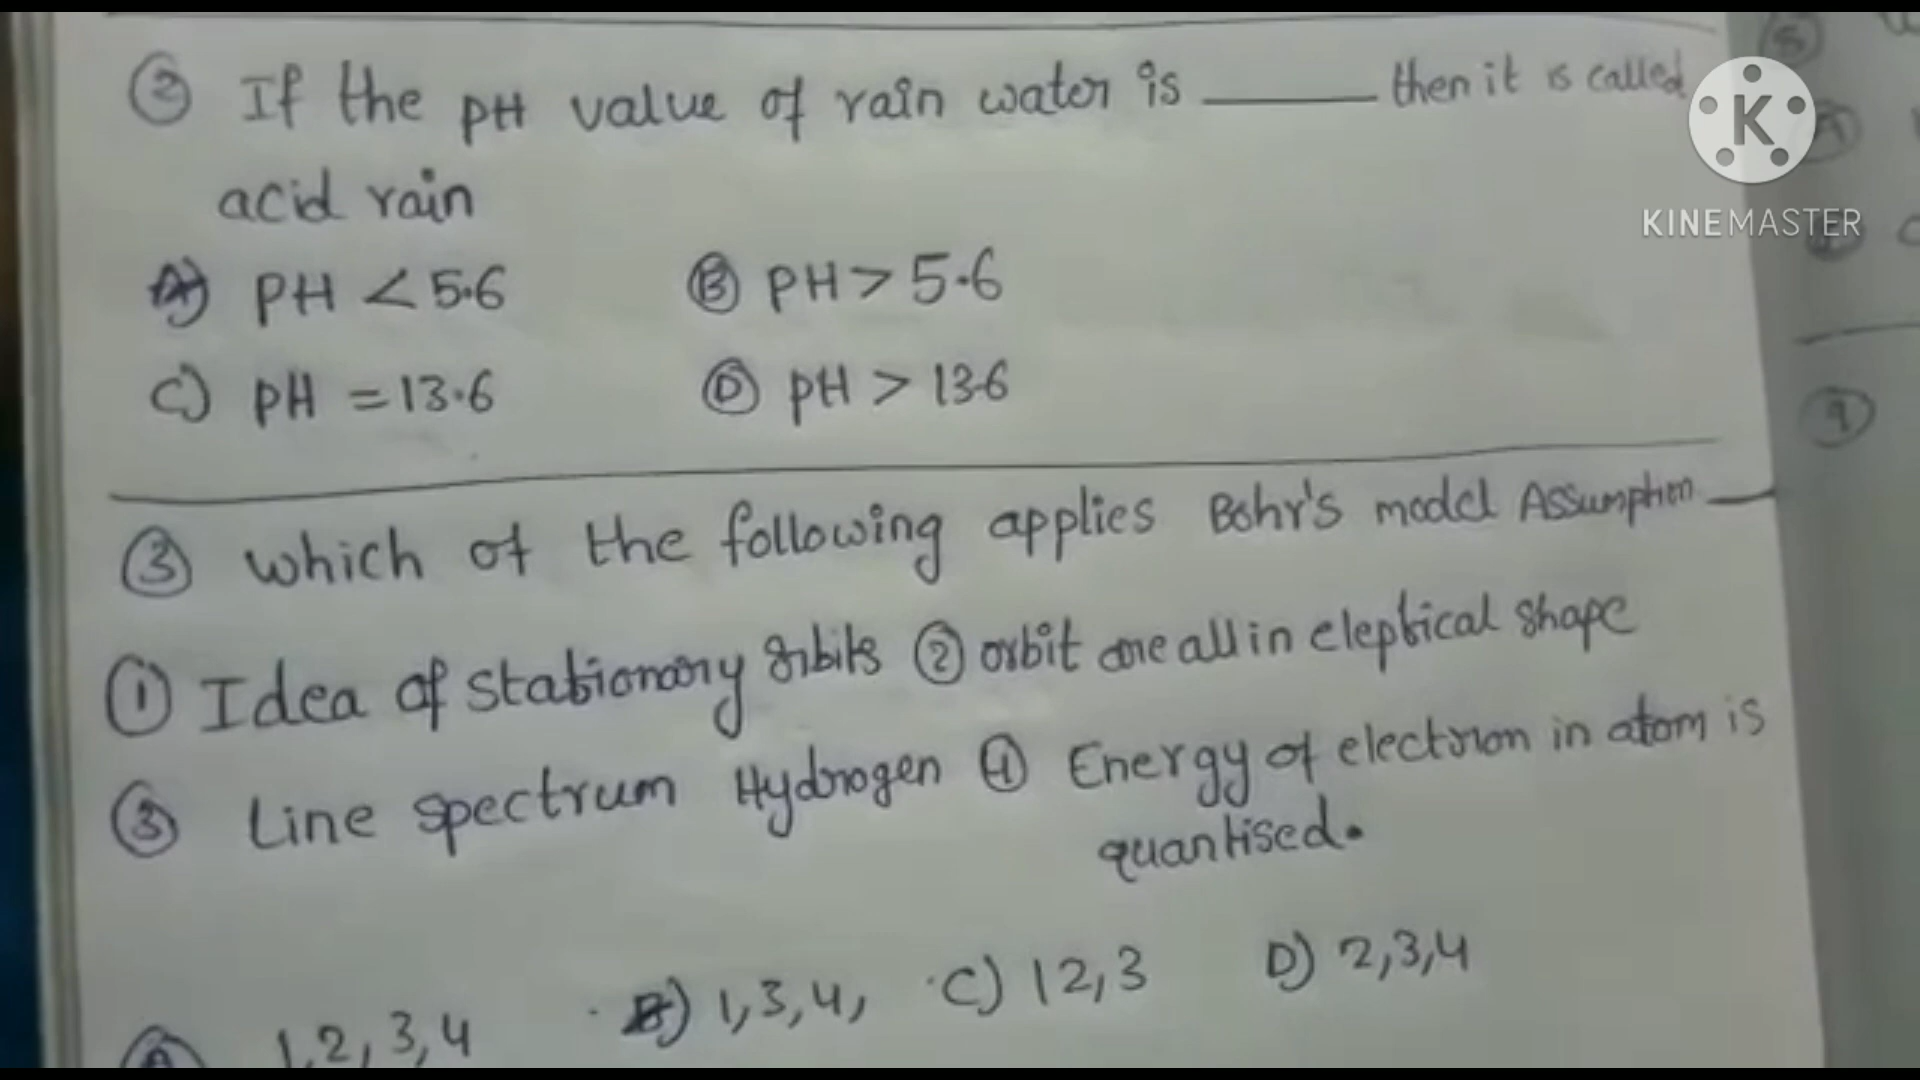 ② If the pH value of rain water is ____ then it is called
acid rain
A) PH < 5.6 Ⓑ PH > 5.6
C) PH = 13.6 Ⓓ PH > 13.6
③ which of the following applies Bohr's model Assumption __
① Idea of stationary orbits ② orbit are all in eleptical shape
③ Line spectrum Hydrogen ④ Energy of electron in atom is
quantised.
Ⓐ 1,2,3,4 B) 1,3,4, C) 12,3 D) 2,3,4
K
KINEMASTER